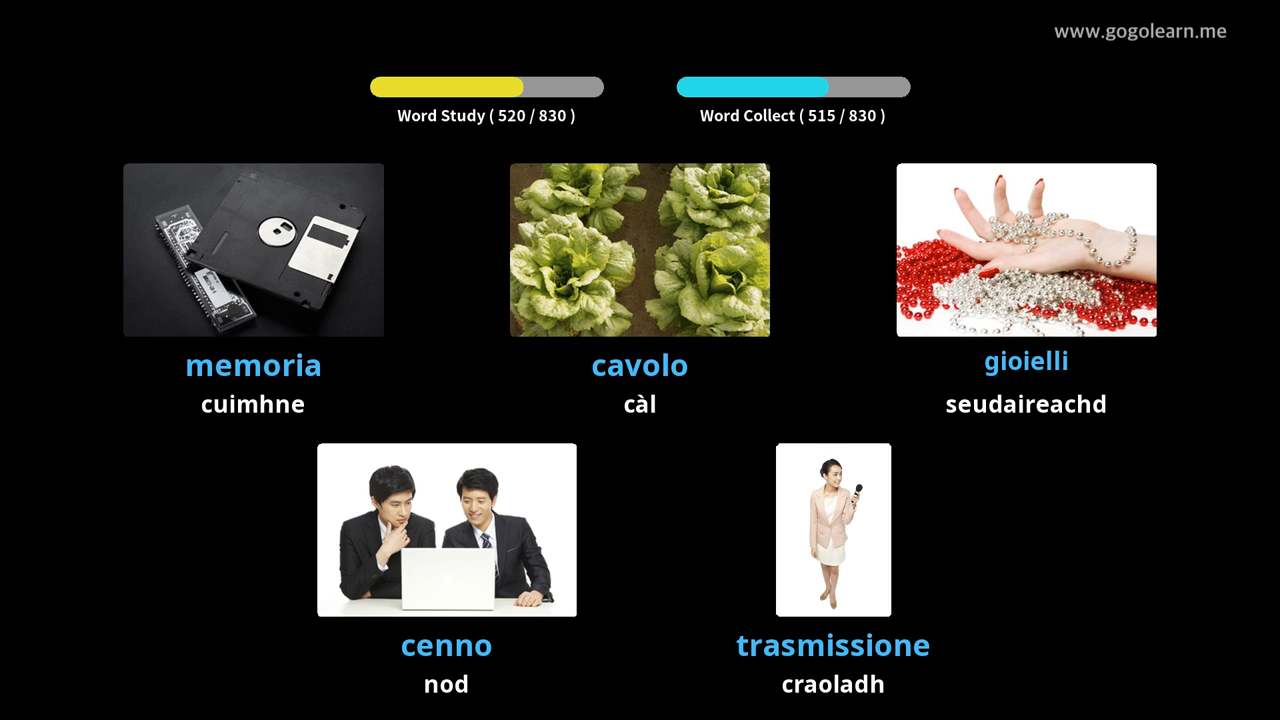 www.gogolearn.me
Word Study ( 520 / 830 )
Word Collect ( 515 / 830 )
memoria
cuimhne
cavolo
càl
gioielli
seudaireachd
cenno
nod
trasmissione
craoladh